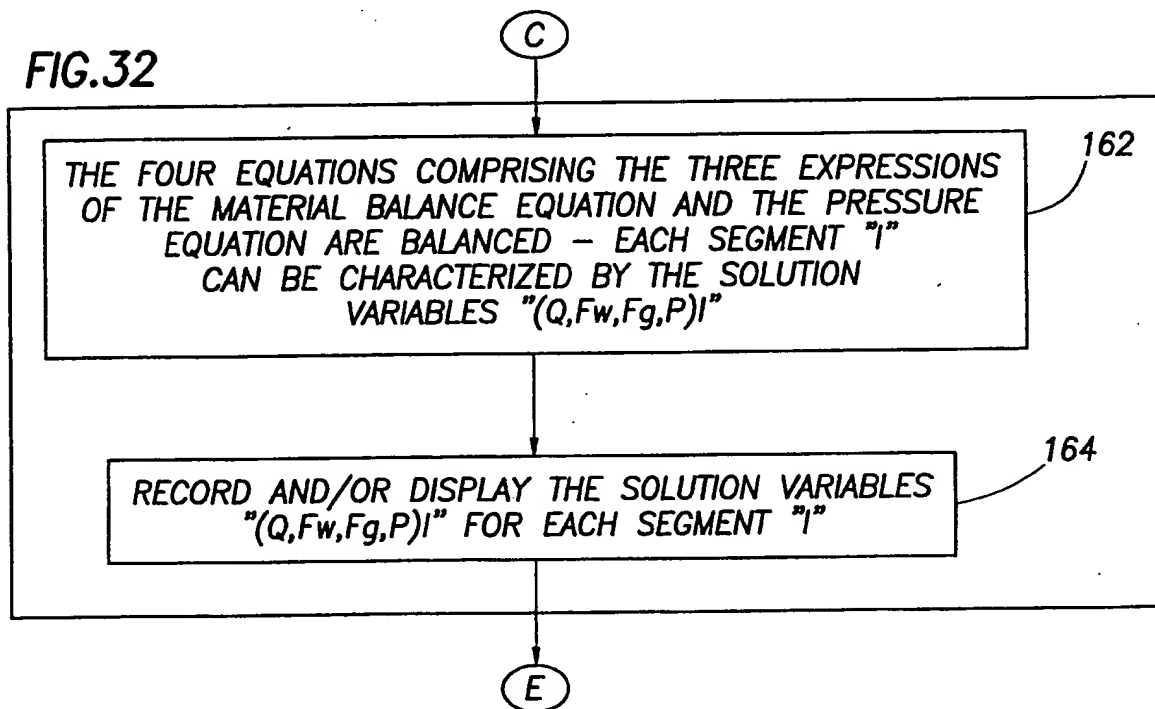 C
FIG.32
162
THE FOUR EQUATIONS COMPRISING THE THREE EXPRESSIONS
OF THE MATERIAL BALANCE EQUATION AND THE PRESSURE
EQUATION ARE BALANCED – EACH SEGMENT "I"
CAN BE CHARACTERIZED BY THE SOLUTION
VARIABLES "(Q,Fw,Fg,P)I"
164
RECORD AND/OR DISPLAY THE SOLUTION VARIABLES
"(Q,Fw,Fg,P)I" FOR EACH SEGMENT "I"
E